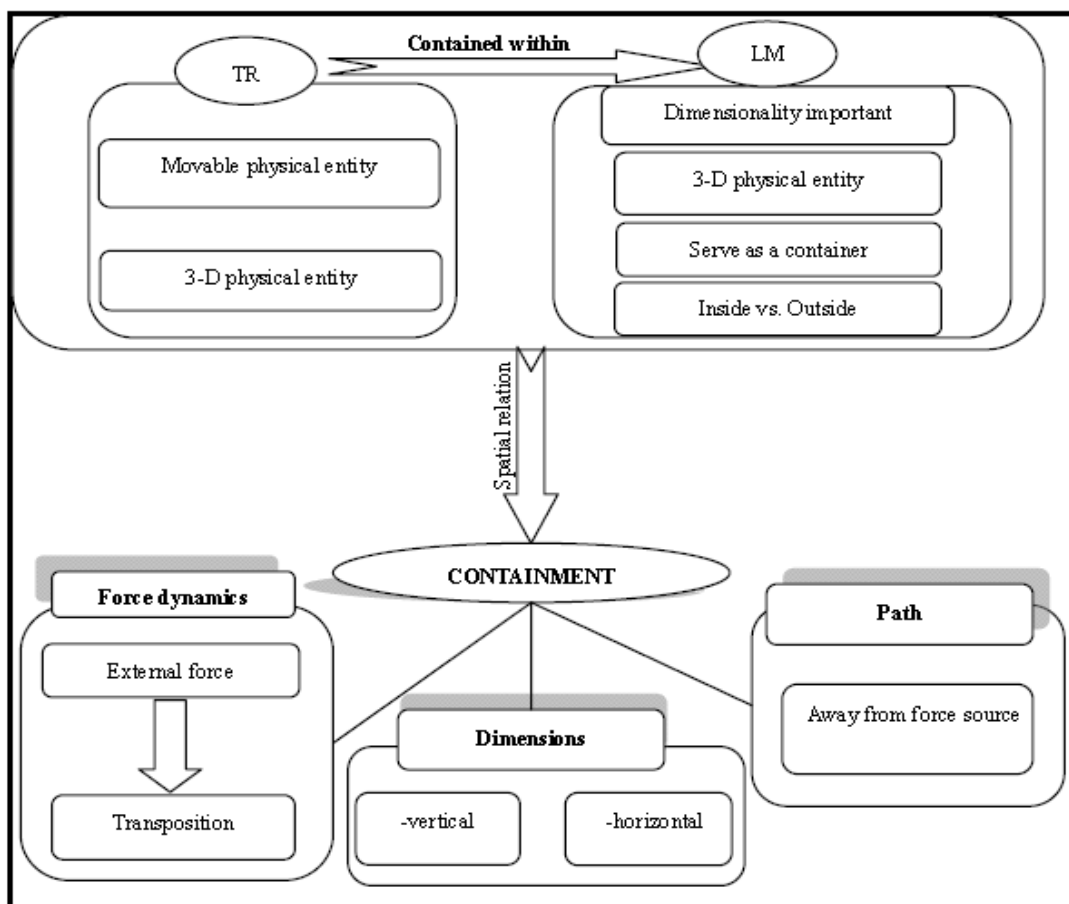 Contained within
TR
LM
Movable physical entity
3-D physical entity
Dimensionality important
3-D physical entity
Serve as a container
Inside vs. Outside
Spatial relation
CONTAINMENT
Force dynamics
External force
Transposition
Dimensions
-vertical
-horizontal
Path
Away from force source